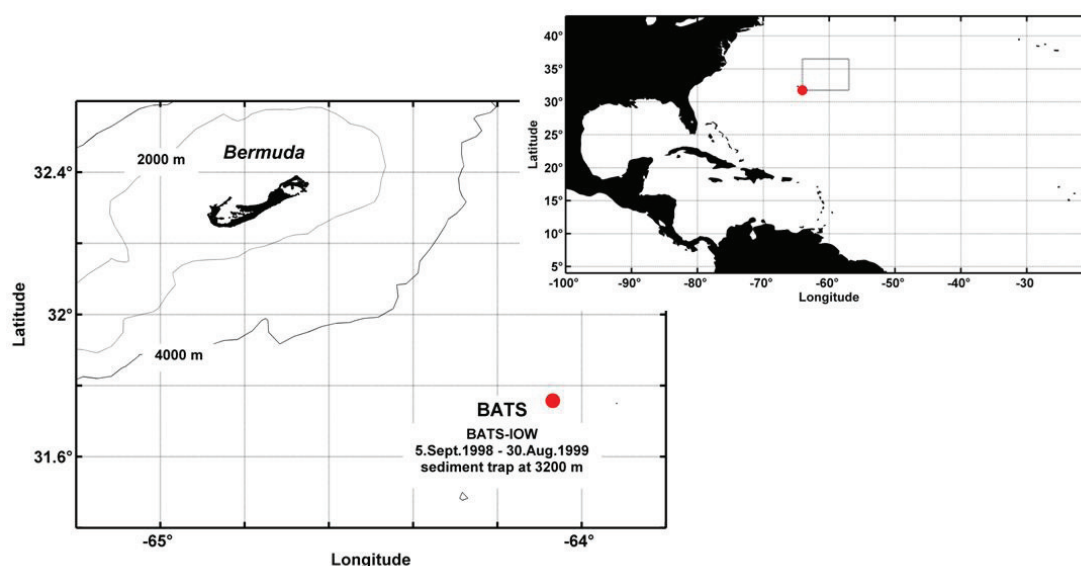 2000 m
Bermuda
32.4°
32°
31.6°
Latitude
4000 m
BATS
BATS-IOW
5.Sept.1998 - 30.Aug.1999
sediment trap at 3200 m
-65°
-64°
Longitude
40°
35°
30°
25°
20°
15°
10°
5°
Latitude
-100°
-90°
-80°
-70°
-60°
-50°
-40°
-30
Longitude